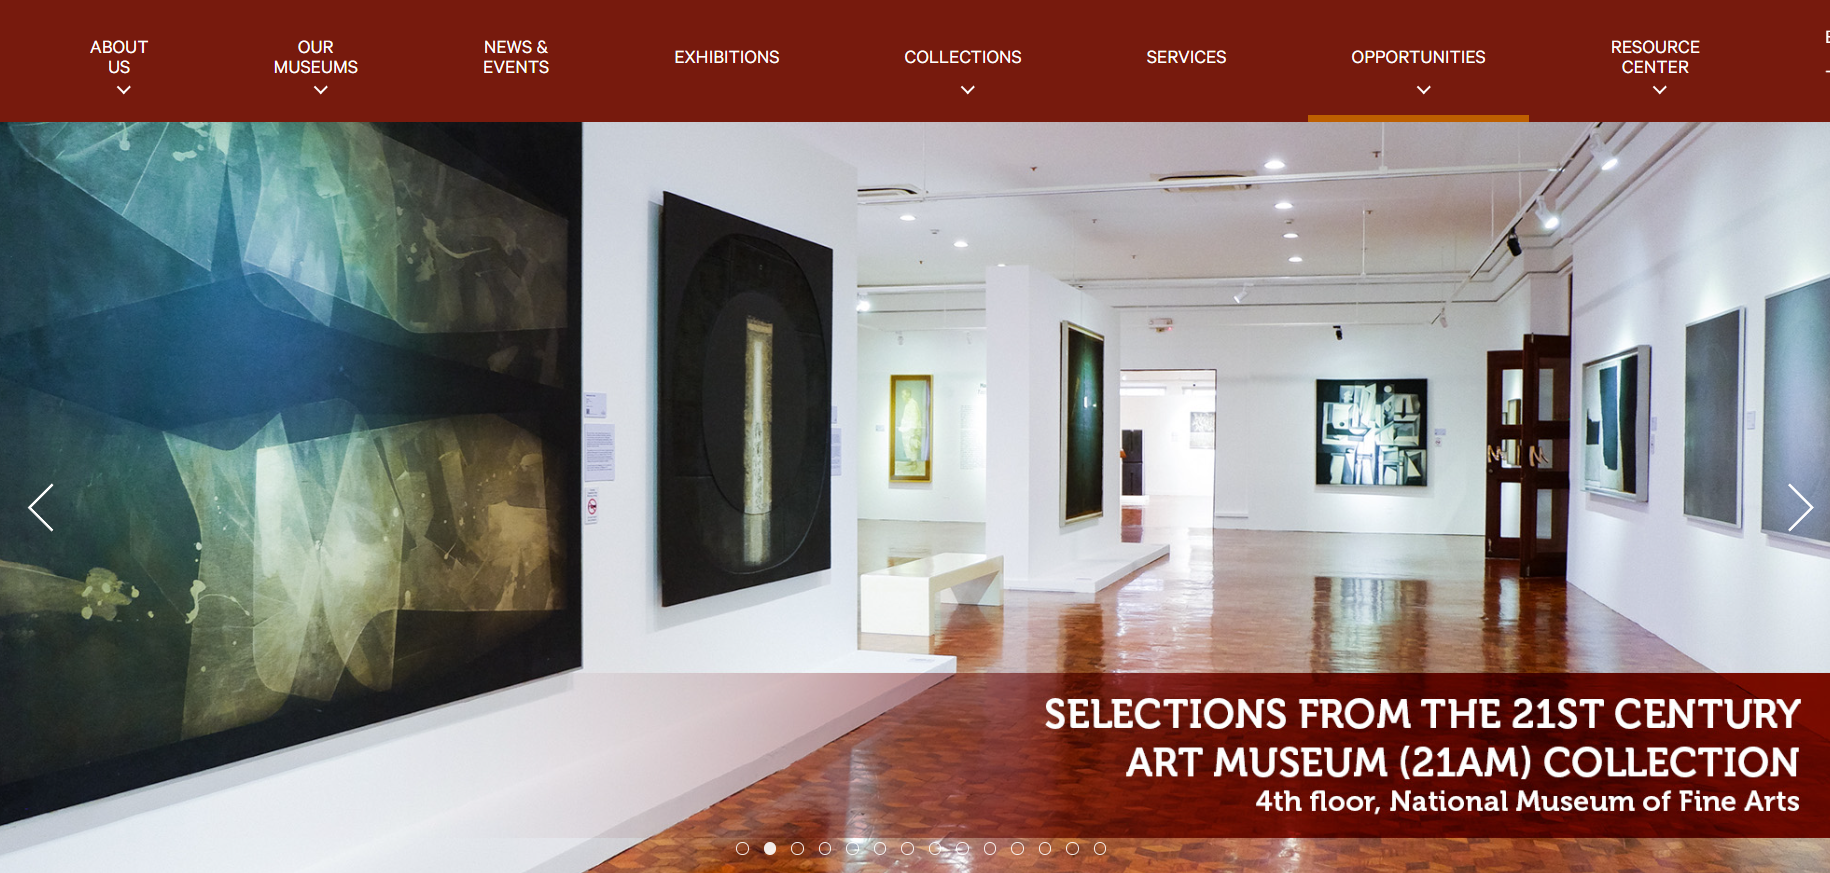 ABOUT
US
OUR
MUSEUMS
NEWS &
EVENTS
EXHIBITIONS
COLLECTIONS
SERVICES
OPPORTUNITIES
RESOURCE
CENTER
SELECTIONS FROM THE 21ST CENTURY
ART MUSEUM (21AM) COLLECTION
4th floor, National Museum of Fine Arts